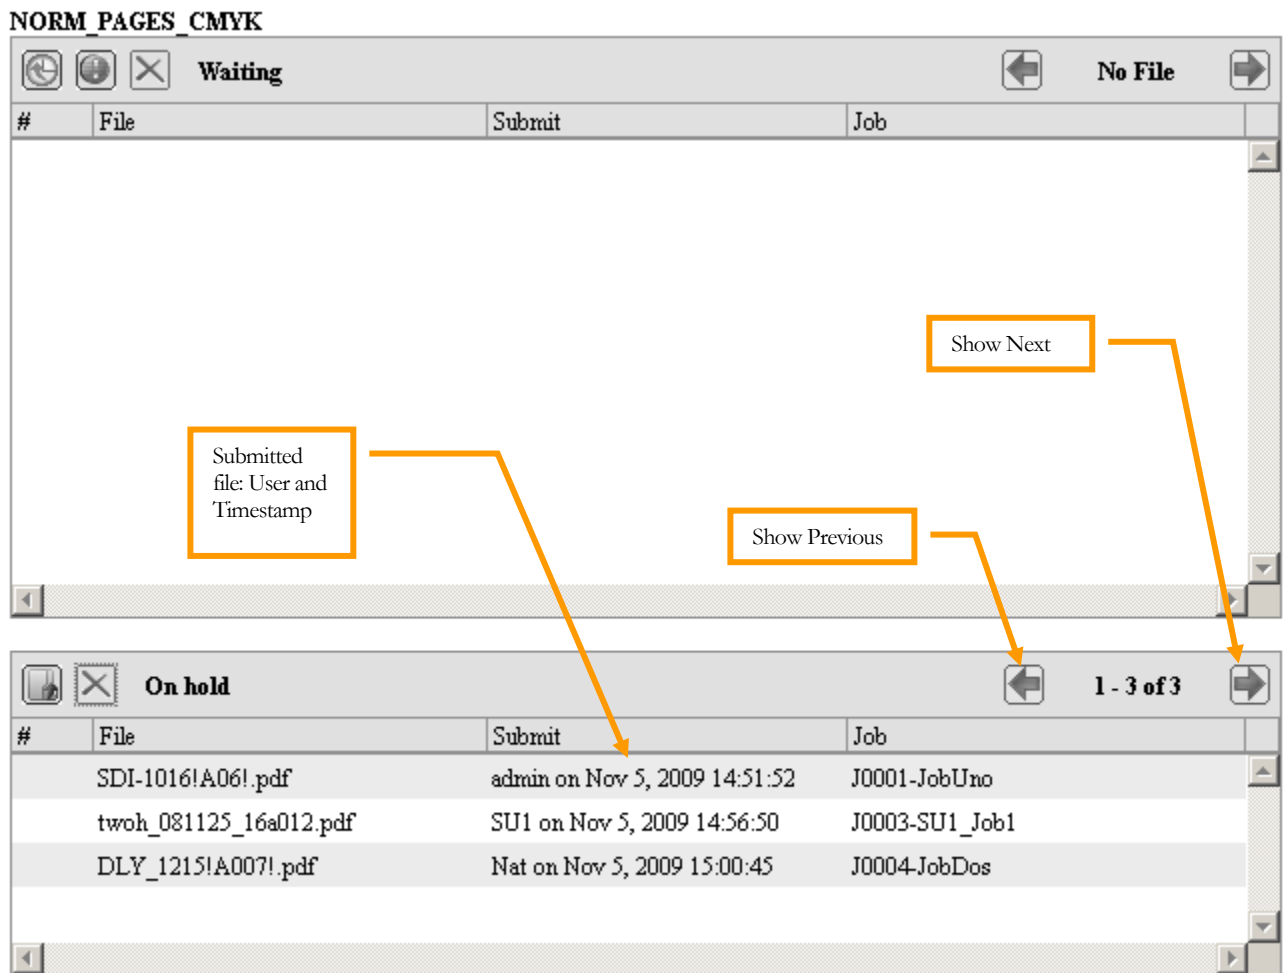 NORM_PAGES_CMYK
Waiting
No File
# File Submit Job
Show Next
Submitted
file: User and
Timestamp
Show Previous
On hold
1 - 3 of 3
# File Submit Job
SDI-1016!A06!.pdf admin on Nov 5, 2009 14:51:52 J0001-JobUno
twoh_081125_16a012.pdf SU1 on Nov 5, 2009 14:56:50 J0003-SU1_Job1
DLY_1215!A007!.pdf Nat on Nov 5, 2009 15:00:45 J0004-JobDos